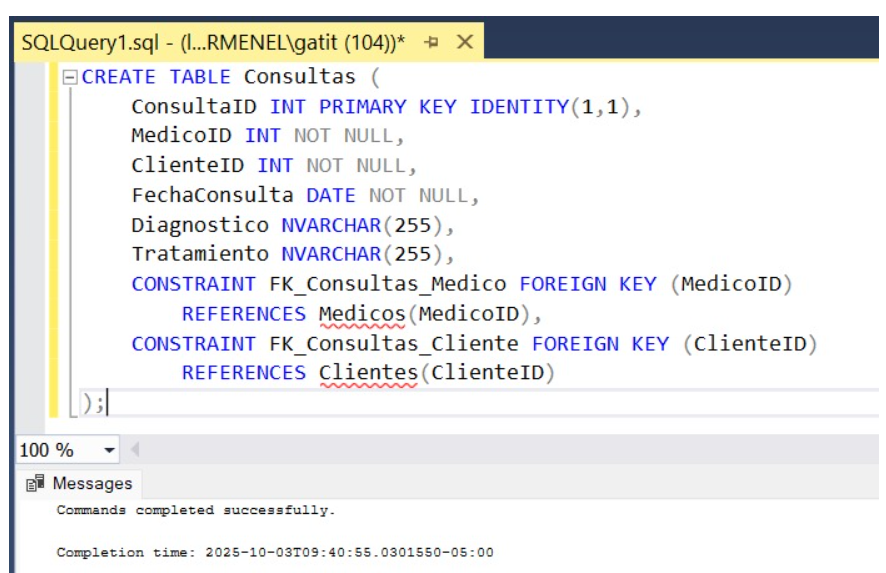 SQLQuery1.sql - (l...RMENEL\gatit (104))*
CREATE TABLE Consultas (
ConsultaID INT PRIMARY KEY IDENTITY(1,1),
MedicoID INT NOT NULL,
ClienteID INT NOT NULL,
FechaConsulta DATE NOT NULL,
Diagnostico NVARCHAR(255),
Tratamiento NVARCHAR(255),
CONSTRAINT FK_Consultas_Medico FOREIGN KEY (MedicoID)
REFERENCES Medicos(MedicoID),
CONSTRAINT FK_Consultas_Cliente FOREIGN KEY (ClienteID)
REFERENCES Clientes(ClienteID)
);
100 %
Messages
Commands completed successfully.
Completion time: 2025-10-03T09:40:55.0301550-05:00